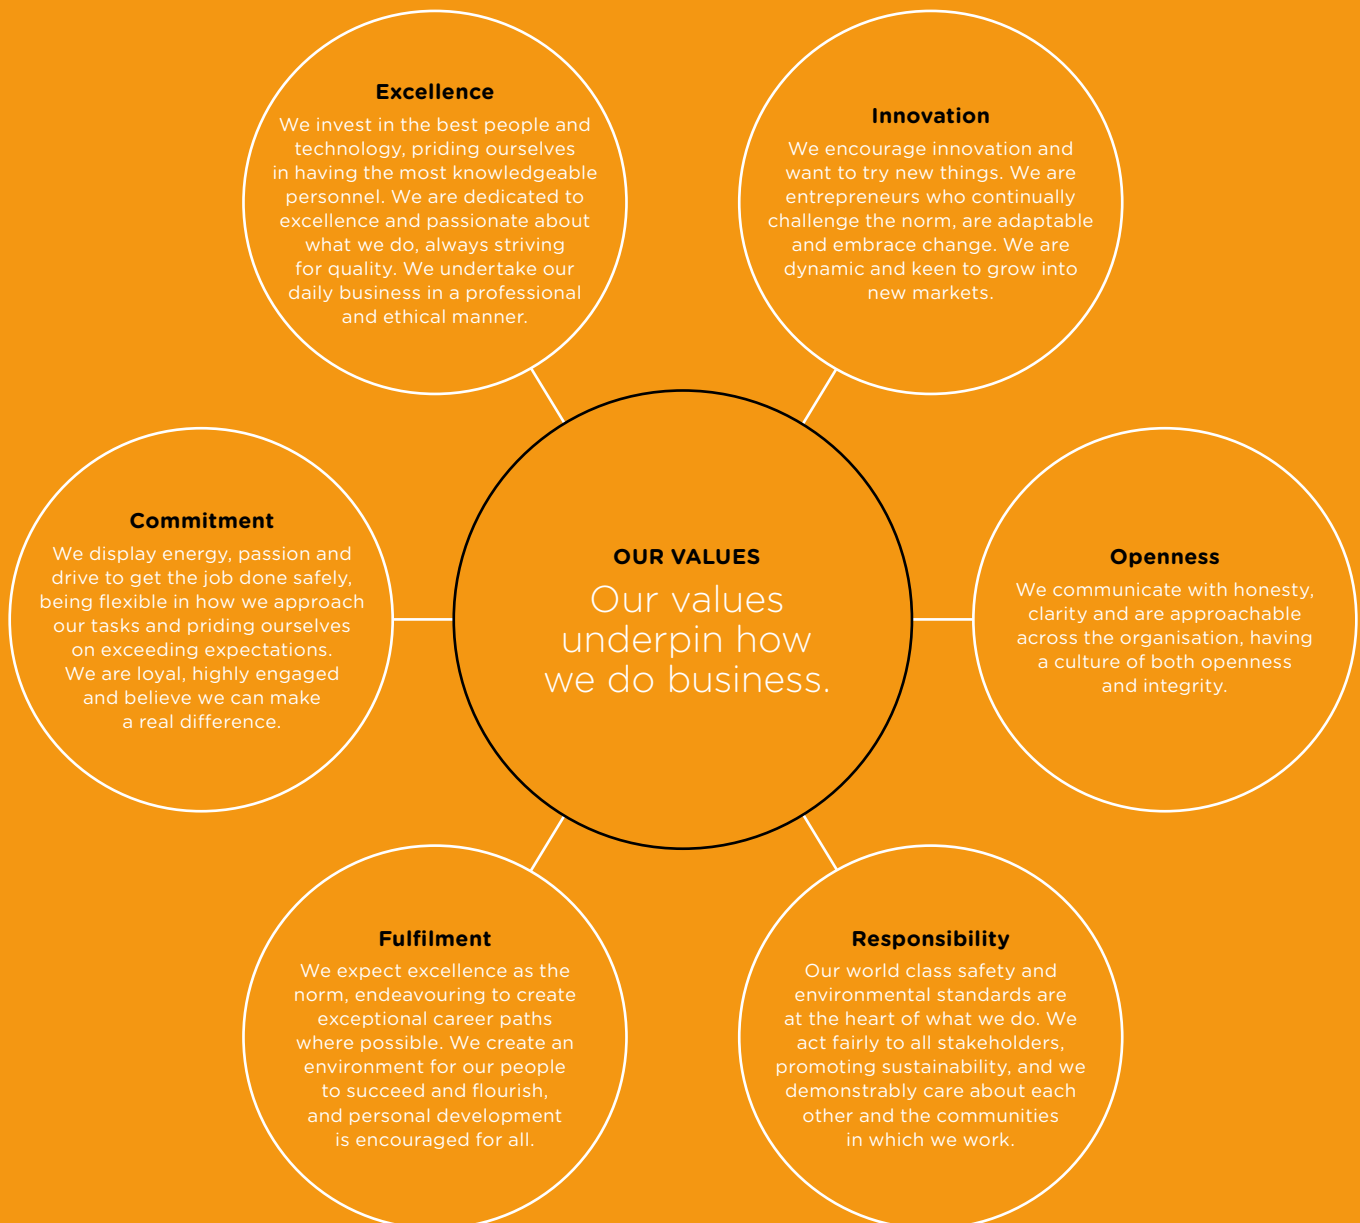 Excellence
We invest in the best people and
technology, priding ourselves
in having the most knowledgeable
personnel. We are dedicated to
excellence and passionate about
what we do, always striving
for quality. We undertake our
daily business in a professional
and ethical manner.
Innovation
We encourage innovation and
want to try new things. We are
entrepreneurs who continually
challenge the norm, are adaptable
and embrace change. We are
dynamic and keen to grow into
new markets.
Commitment
We display energy, passion and
drive to get the job done safely,
being flexible in how we approach
our tasks and priding ourselves
on exceeding expectations.
We are loyal, highly engaged
and believe we can make
a real difference.
OUR VALUES
Our values
underpin how
we do business.
Openness
We communicate with honesty,
clarity and are approachable
across the organisation, having
a culture of both openness
and integrity.
Fulfilment
We expect excellence as the
norm, endeavouring to create
exceptional career paths
where possible. We create an
environment for our people
to succeed and flourish,
and personal development
is encouraged for all.
Responsibility
Our world class safety and
environmental standards are
at the heart of what we do. We
act fairly to all stakeholders,
promoting sustainability, and we
demonstrably care about each
other and the communities
in which we work.